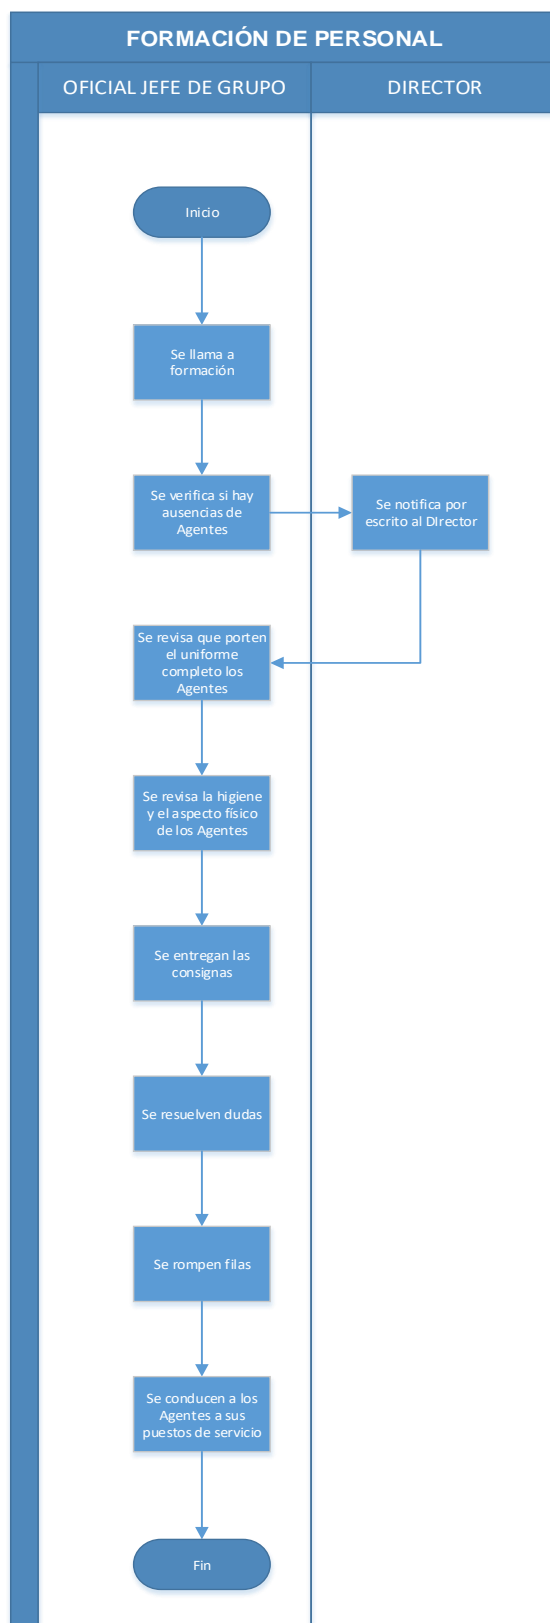 FORMACIÓN DE PERSONAL
OFICIAL JEFE DE GRUPO
DIRECTOR
Inicio
Se llama a
formación
Se verifica si hay
ausencias de
Agentes
Se notifica por
escrito al DIrector
Se revisa que porten
el uniforme
completo los
Agentes
Se revisa la higiene
y el aspecto físico
de los Agentes
Se entregan las
consignas
Se resuelven dudas
Se rompen filas
Se conducen a los
Agentes a sus
puestos de servicio
Fin